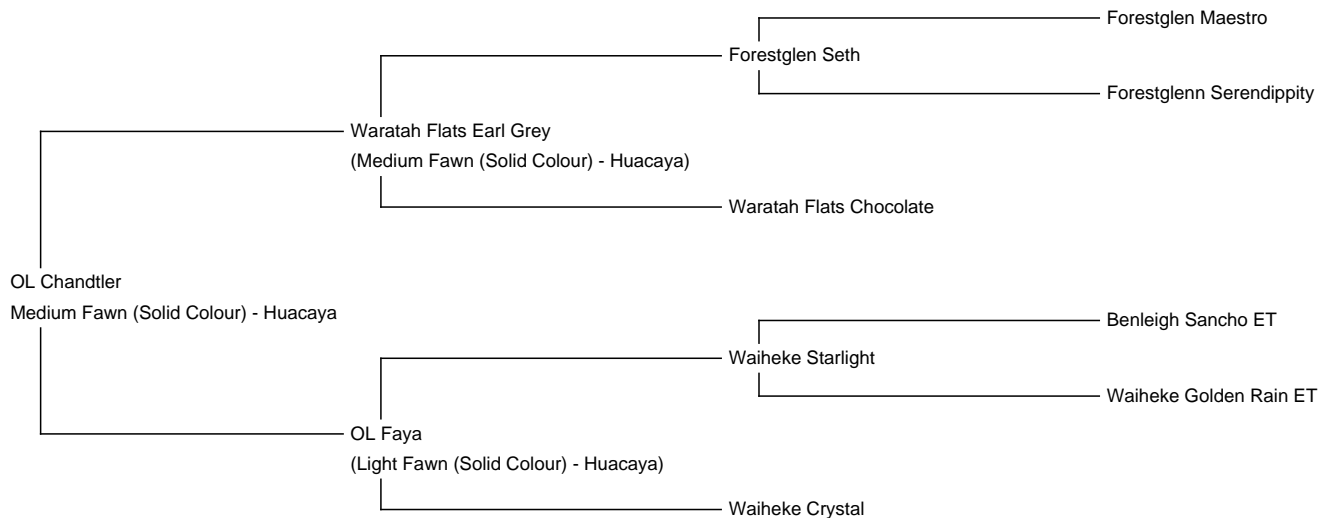 Forestglen Maestro
Forestglen Seth
Forestglenn Serendippity
Waratah Flats Earl Grey
(Medium Fawn (Solid Colour) - Huacaya)
Waratah Flats Chocolate
OL Chandtler
Medium Fawn (Solid Colour) - Huacaya
Benleigh Sancho ET
Waiheke Starlight
Waiheke Golden Rain ET
OL Faya
(Light Fawn (Solid Colour) - Huacaya)
Waiheke Crystal